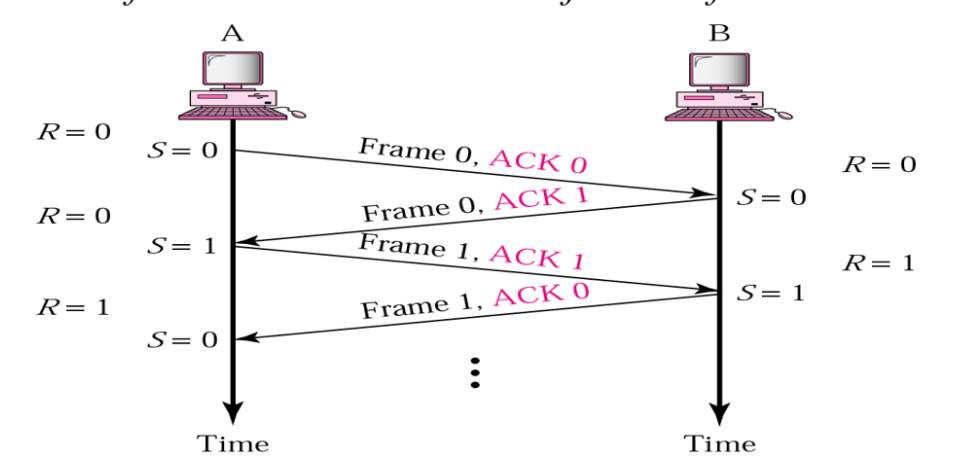 A B
R = 0
S = 0
Frame 0, ACK 0
R = 0
S = 0
Frame 0, ACK 1
R = 0
S = 1
Frame 1, ACK 1
R = 1
S = 1
Frame 1, ACK 0
R = 1
S = 0
Time Time